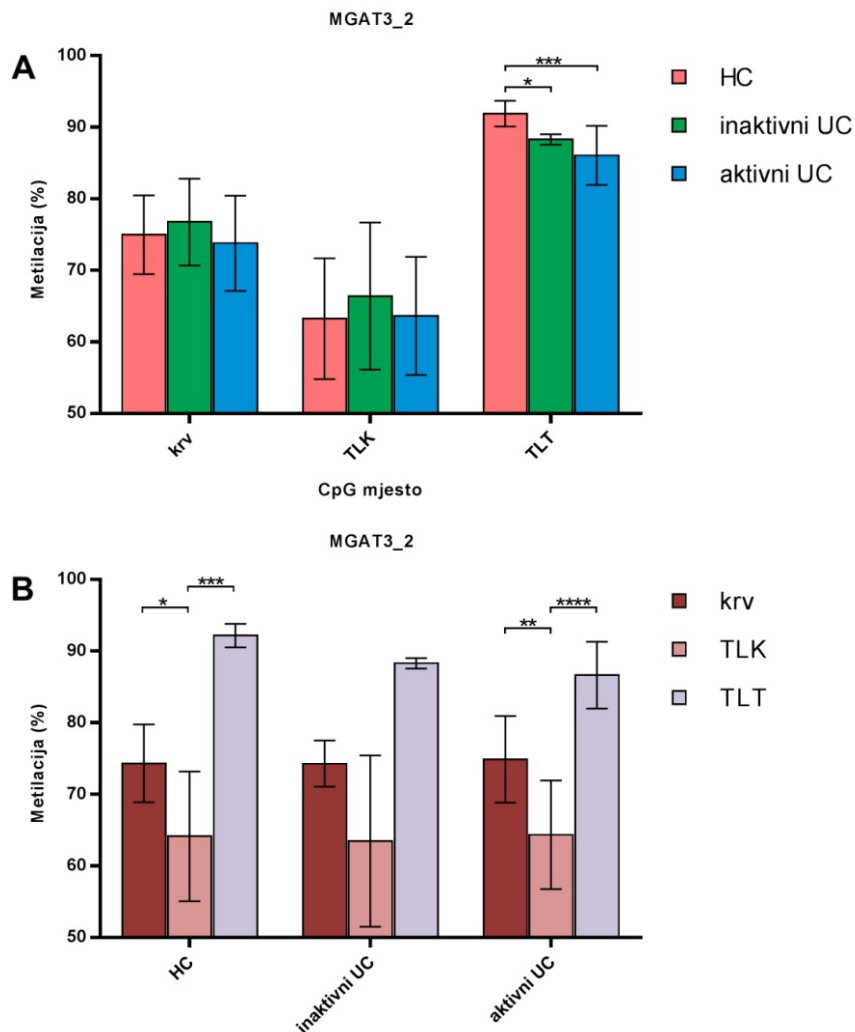 MGAT3_2
A
Metilacija (%)
100
90
80
70
60
50
***
*
HC
inaktivni UC
aktivni UC
krv
TLK
TLT
CpG mjesto
MGAT3_2
B
Metilacija (%)
100
90
80
70
60
50
*
***
**
****
krv
TLK
TLT
HC
inaktivni UC
aktivni UC